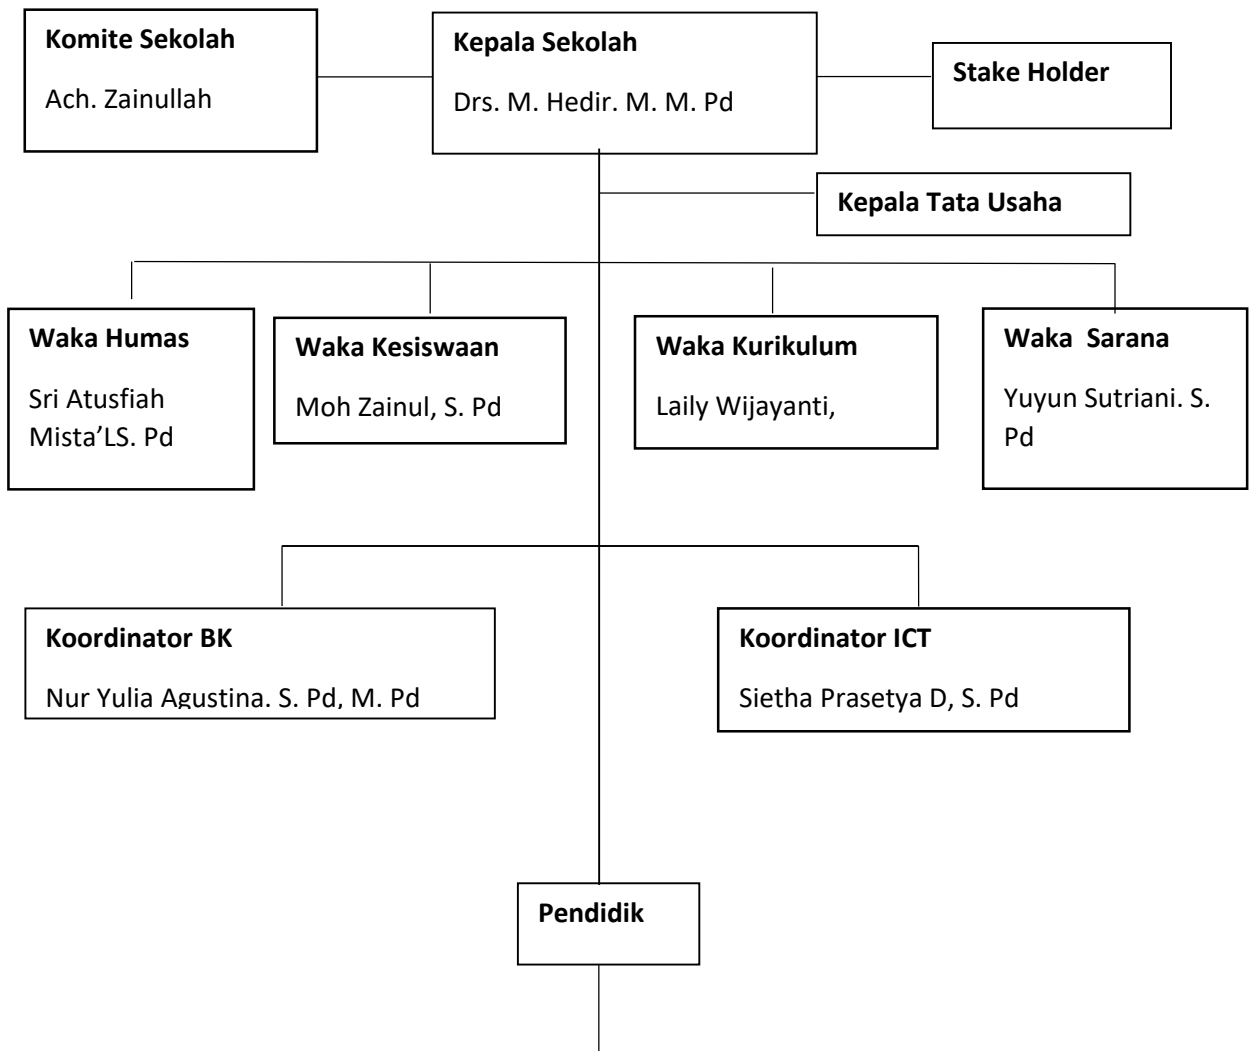 Komite Sekolah
Ach. Zainullah
Kepala Sekolah
Drs. M. Hedir. M. M. Pd
Stake Holder
Kepala Tata Usaha
Waka Humas
Sri Atusfiah
Mista’LS. Pd
Waka Kesiswaan
Moh Zainul, S. Pd
Waka Kurikulum
Laily Wijayanti,
Waka  Sarana
Yuyun Sutriani. S.
Pd
Koordinator BK
Nur Yulia Agustina. S. Pd, M. Pd
Koordinator ICT
Sietha Prasetya D, S. Pd
Pendidik